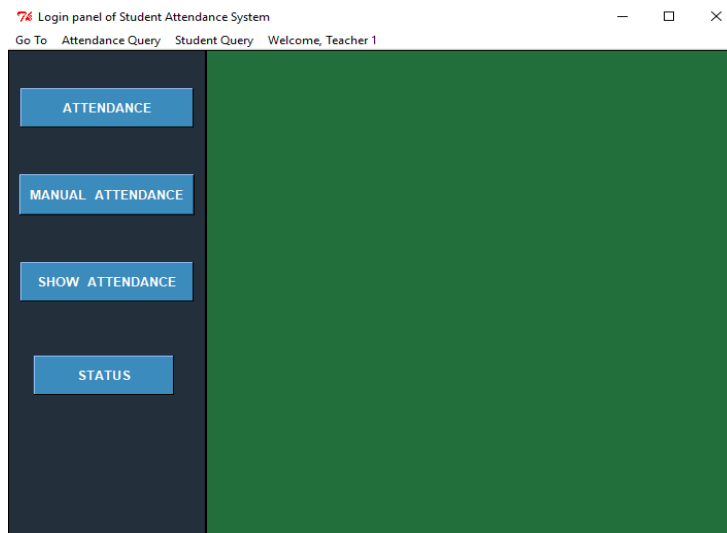 Login panel of Student Attendance System
Go To Attendance Query Student Query Welcome, Teacher 1
ATTENDANCE
MANUAL ATTENDANCE
SHOW ATTENDANCE
STATUS